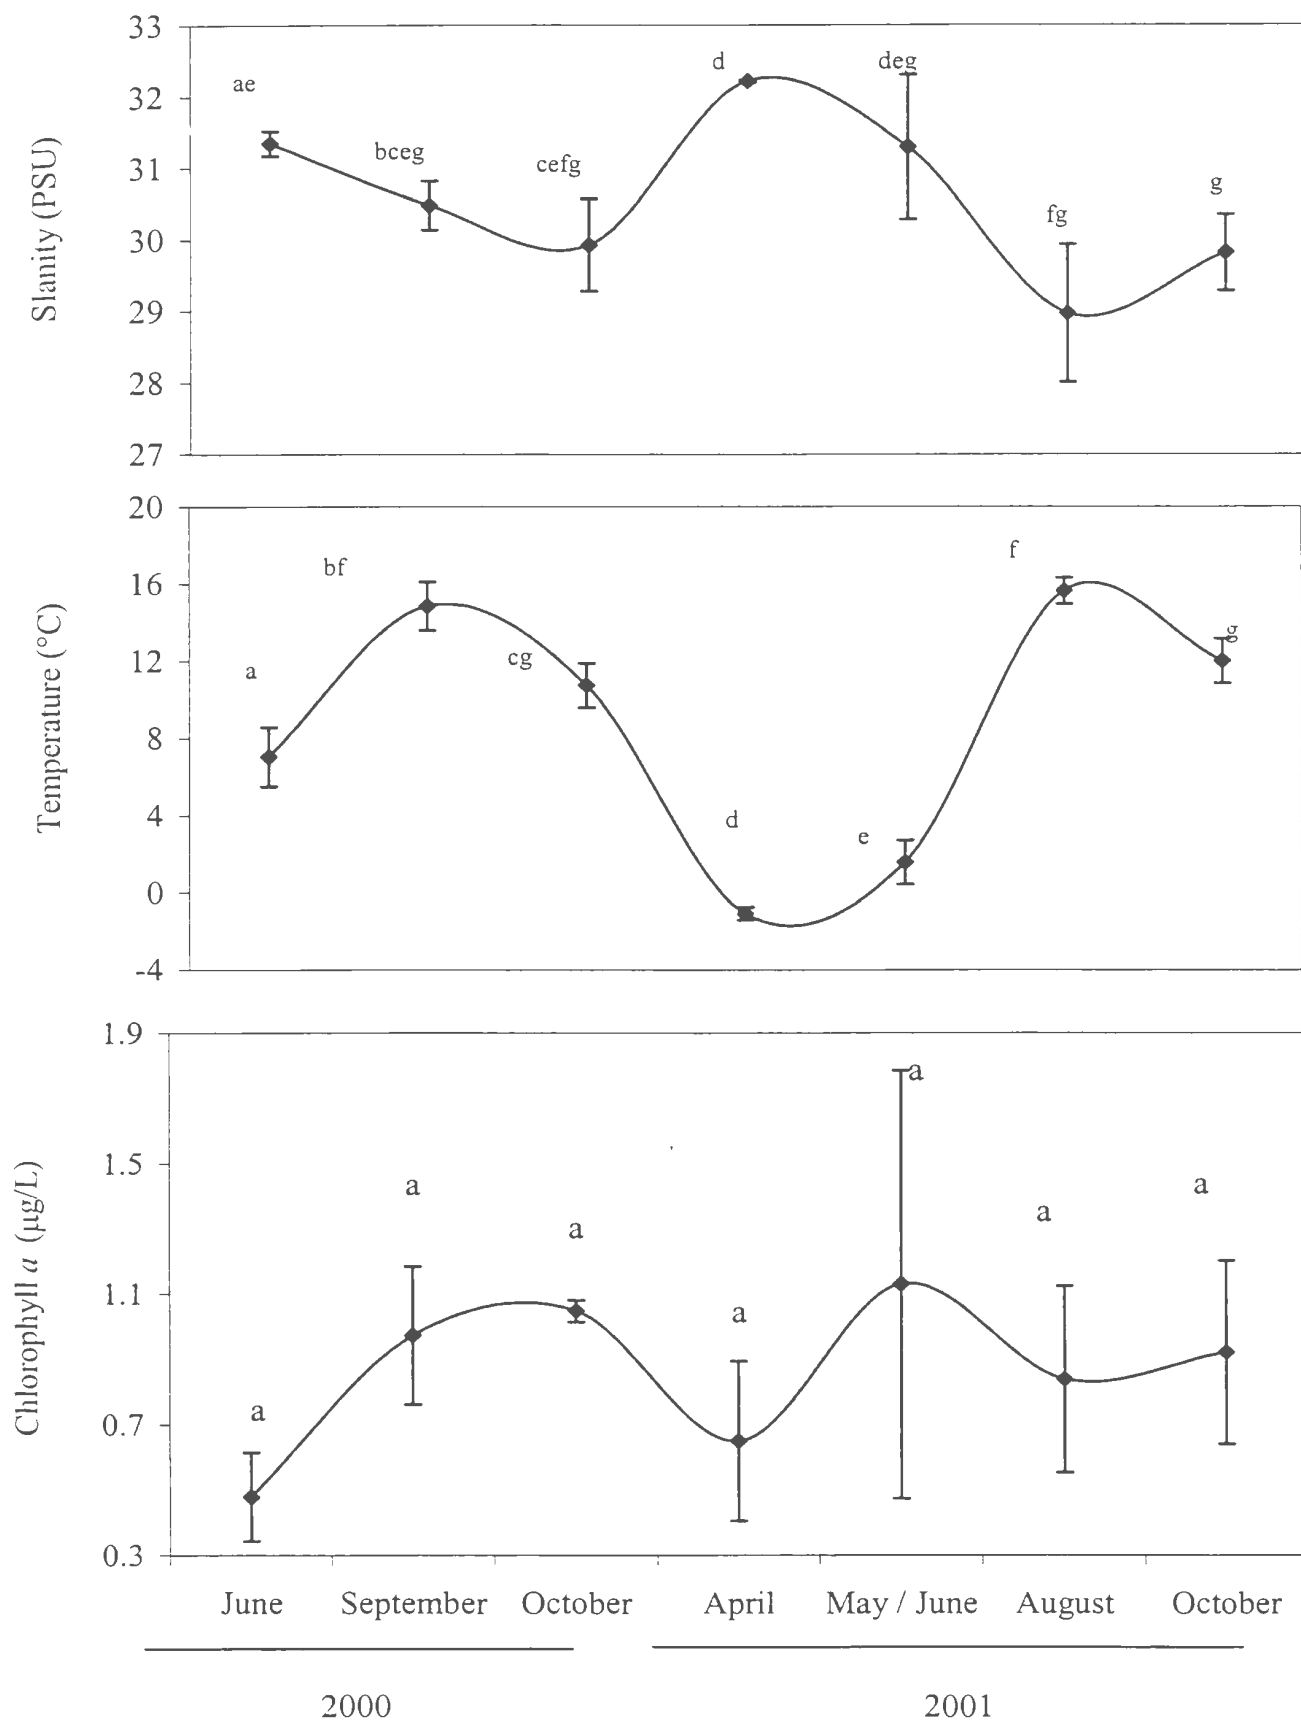 33
32
31
30
29
28
27
Slanity (PSU)
ae
bceg
cefg
d
deg
fg
g
20
16
12
8
4
0
-4
Temperature (°C)
a
bf
cg
d
e
f
g
1.9
1.5
1.1
0.7
0.3
Chlorophyll a (µg/L)
a
a
a
a
a
a
a
June September October April May / June August October
2000 2001